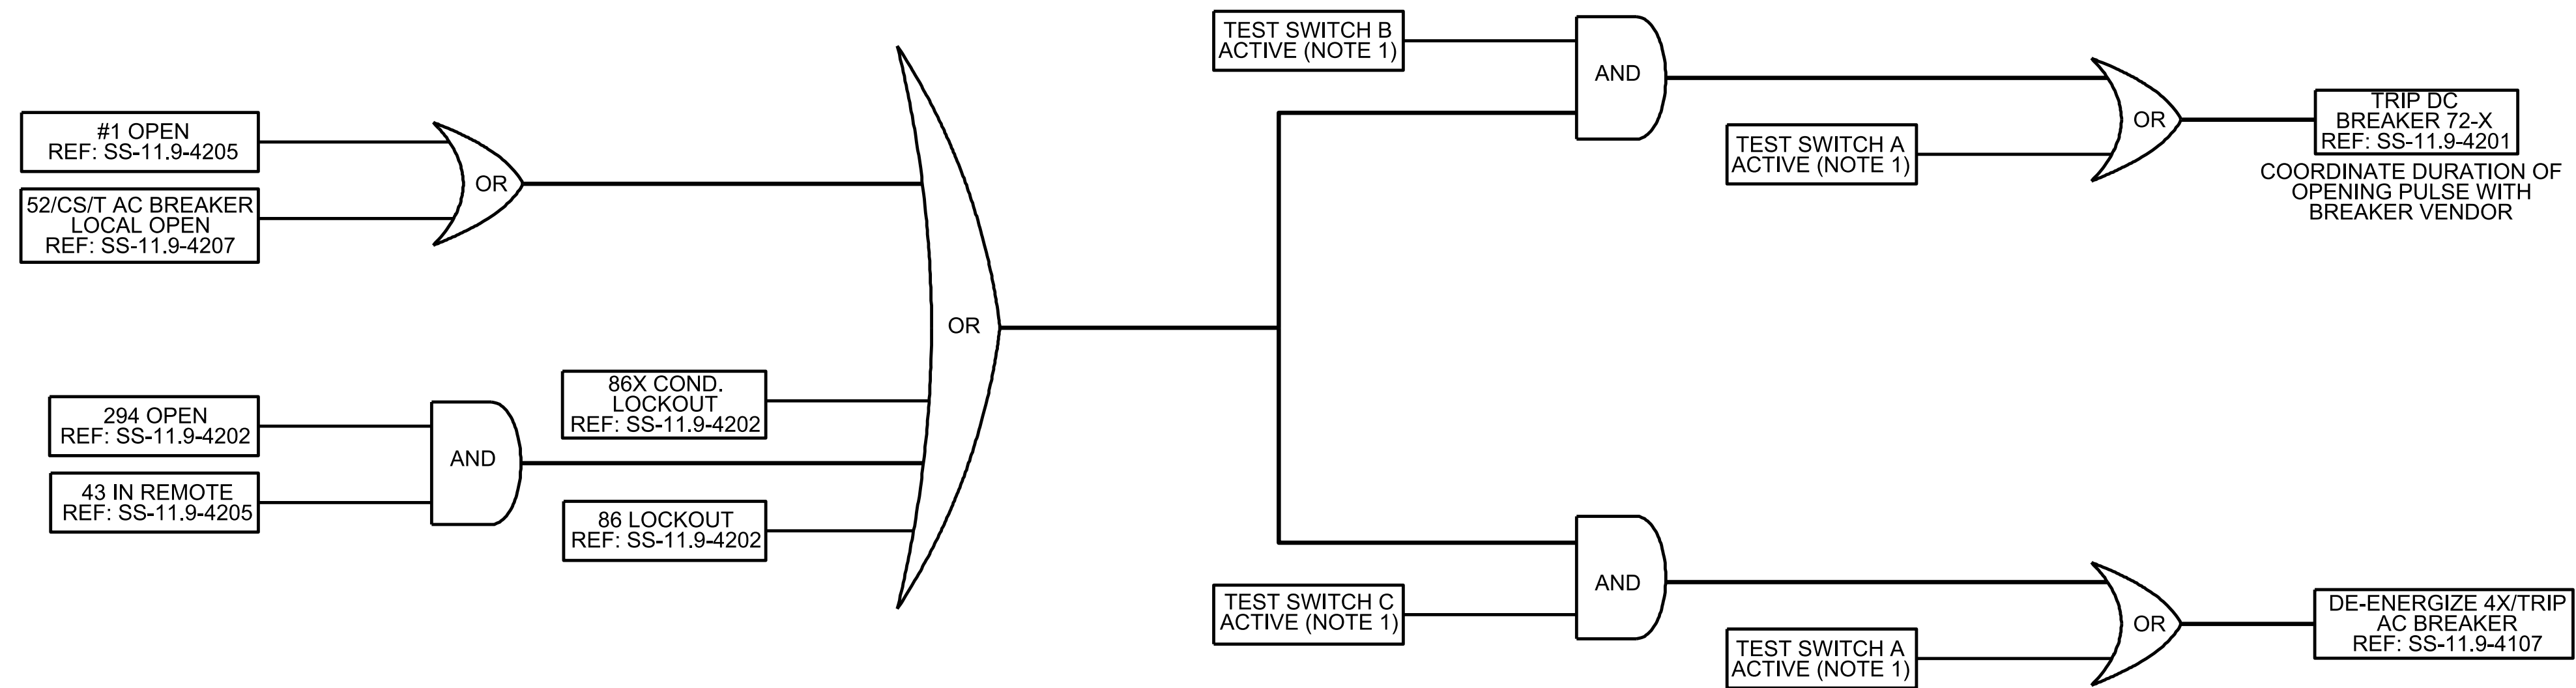 TEST SWITCH B
ACTIVE (NOTE 1)
AND
#1 OPEN
REF: SS-11.9-4205
OR
52/CS/T AC BREAKER
LOCAL OPEN
REF: SS-11.9-4207
TEST SWITCH A
ACTIVE (NOTE 1)
OR
TRIP DC
BREAKER 72-X
REF: SS-11.9-4201
COORDINATE DURATION OF
OPENING PULSE WITH
BREAKER VENDOR
OR
86X COND.
LOCKOUT
REF: SS-11.9-4202
294 OPEN
REF: SS-11.9-4202
AND
43 IN REMOTE
REF: SS-11.9-4205
86 LOCKOUT
REF: SS-11.9-4202
AND
TEST SWITCH C
ACTIVE (NOTE 1)
TEST SWITCH A
ACTIVE (NOTE 1)
OR
DE-ENERGIZE 4X/TRIP
AC BREAKER
REF: SS-11.9-4107